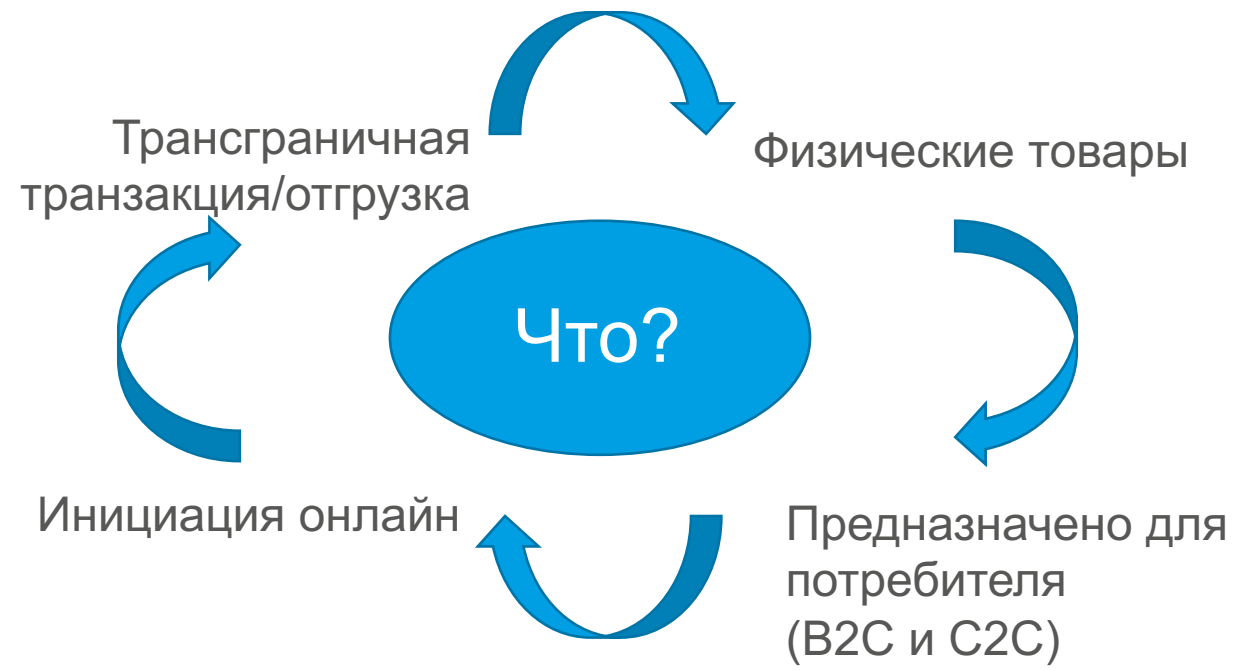 Трансграничная
транзакция/отгрузка
Физические товары
Что?
Инициация онлайн
Предназначено для
потребителя
(B2C и C2C)